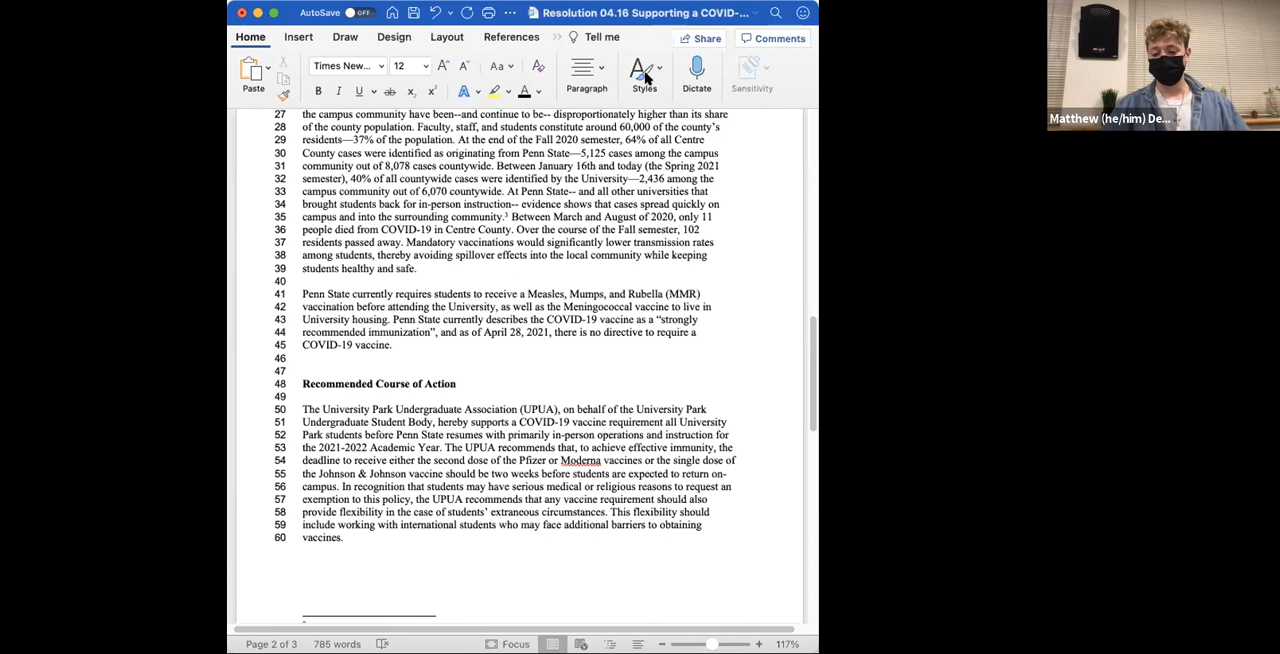 AutoSave OFF Resolution 04.16 Supporting a COVID-...
Home Insert Draw Design Layout References Tell me Share Comments
Times New... 12 Aa
Paste Paragraph Styles Dictate Sensitivity
27 the campus community have been--and continue to be-- disproportionately higher than its share
28 of the county population. Faculty, staff, and students constitute around 60,000 of the county's
29 residents—37% of the population. At the end of the Fall 2020 semester, 64% of all Centre
30 County cases were identified as originating from Penn State—5,125 cases among the campus
31 community out of 8,078 cases countywide. Between January 16th and today (the Spring 2021
32 semester), 40% of all countywide cases were identified by the University—2,436 among the
33 campus community out of 6,070 countywide. At Penn State-- and all other universities that
34 brought students back for in-person instruction-- evidence shows that cases spread quickly on
35 campus and into the surrounding community.³ Between March and August of 2020, only 11
36 people died from COVID-19 in Centre County. Over the course of the Fall semester, 102
37 residents passed away. Mandatory vaccinations would significantly lower transmission rates
38 among students, thereby avoiding spillover effects into the local community while keeping
39 students healthy and safe.
40
41 Penn State currently requires students to receive a Measles, Mumps, and Rubella (MMR)
42 vaccination before attending the University, as well as the Meningococcal vaccine to live in
43 University housing. Penn State currently describes the COVID-19 vaccine as a “strongly
44 recommended immunization”, and as of April 28, 2021, there is no directive to require a
45 COVID-19 vaccine.
46
47
48 Recommended Course of Action
49
50 The University Park Undergraduate Association (UPUA), on behalf of the University Park
51 Undergraduate Student Body, hereby supports a COVID-19 vaccine requirement all University
52 Park students before Penn State resumes with primarily in-person operations and instruction for
53 the 2021-2022 Academic Year. The UPUA recommends that, to achieve effective immunity, the
54 deadline to receive either the second dose of the Pfizer or Moderna vaccines or the single dose of
55 the Johnson & Johnson vaccine should be two weeks before students are expected to return on-
56 campus. In recognition that students may have serious medical or religious reasons to request an
57 exemption to this policy, the UPUA recommends that any vaccine requirement should also
58 provide flexibility in the case of students' extraneous circumstances. This flexibility should
59 include working with international students who may face additional barriers to obtaining
60 vaccines.
Page 2 of 3 785 words Focus 117%
Matthew (he/him) De...